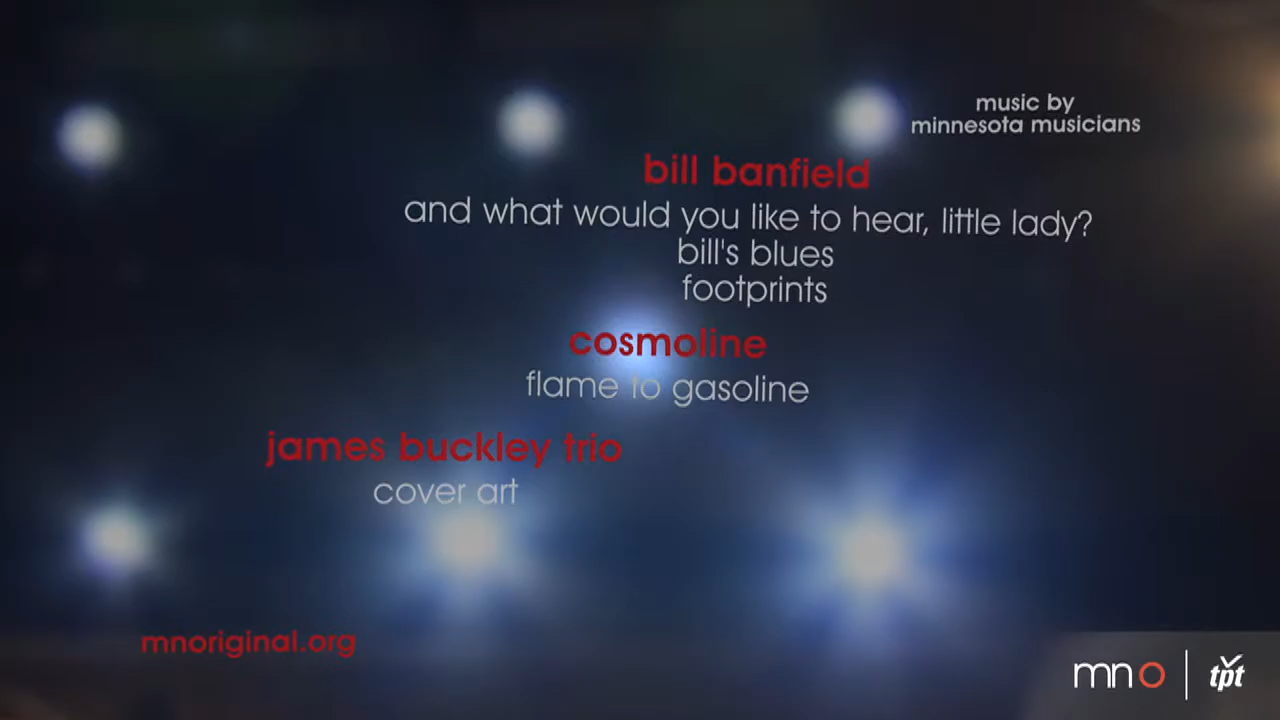 music by
minnesota musicians
bill banfield
and what would you like to hear, little lady?
bill's blues
footprints
cosmoline
flame to gasoline
james buckley trio
cover art
mnoriginal.org
mno | tpt